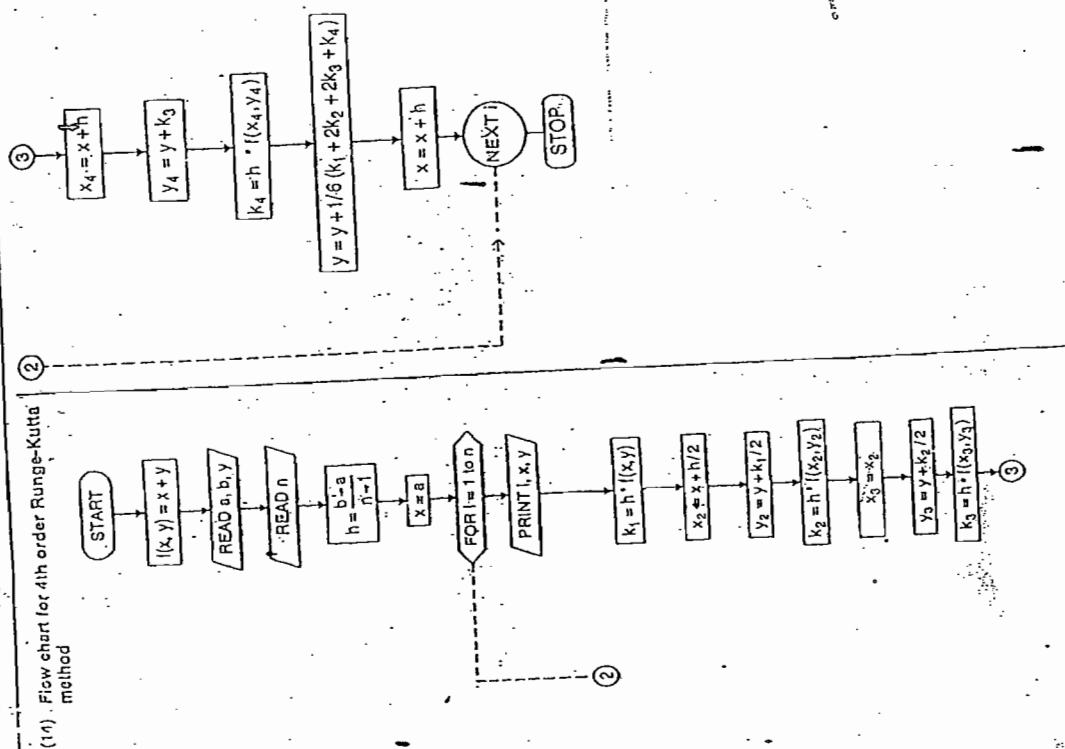 (14). Flow chart for 4th order Runge-Kutta
method
START
f(x, y) = x + y
READ a, b, y
READ n
h = b - a / n - 1
x = a
FOR I = 1 to n
PRINT i, x, y
k₁ = h * f(x,y)
x₂ = x + h/2
y₂ = y + k₁/2
k₂ = h * f(x₂, y₂)
x₃ = x₂
y₃ = y + k₂/2
k₃ = h * f(x₃, y₃)
3
2
2
3
x₄ = x + h
y₄ = y + k₃
k₄ = h * f(x₄, y₄)
y = y + 1/6 (k₁ + 2k₂ + 2k₃ + k₄)
x = x + h
NEXT i
STOP